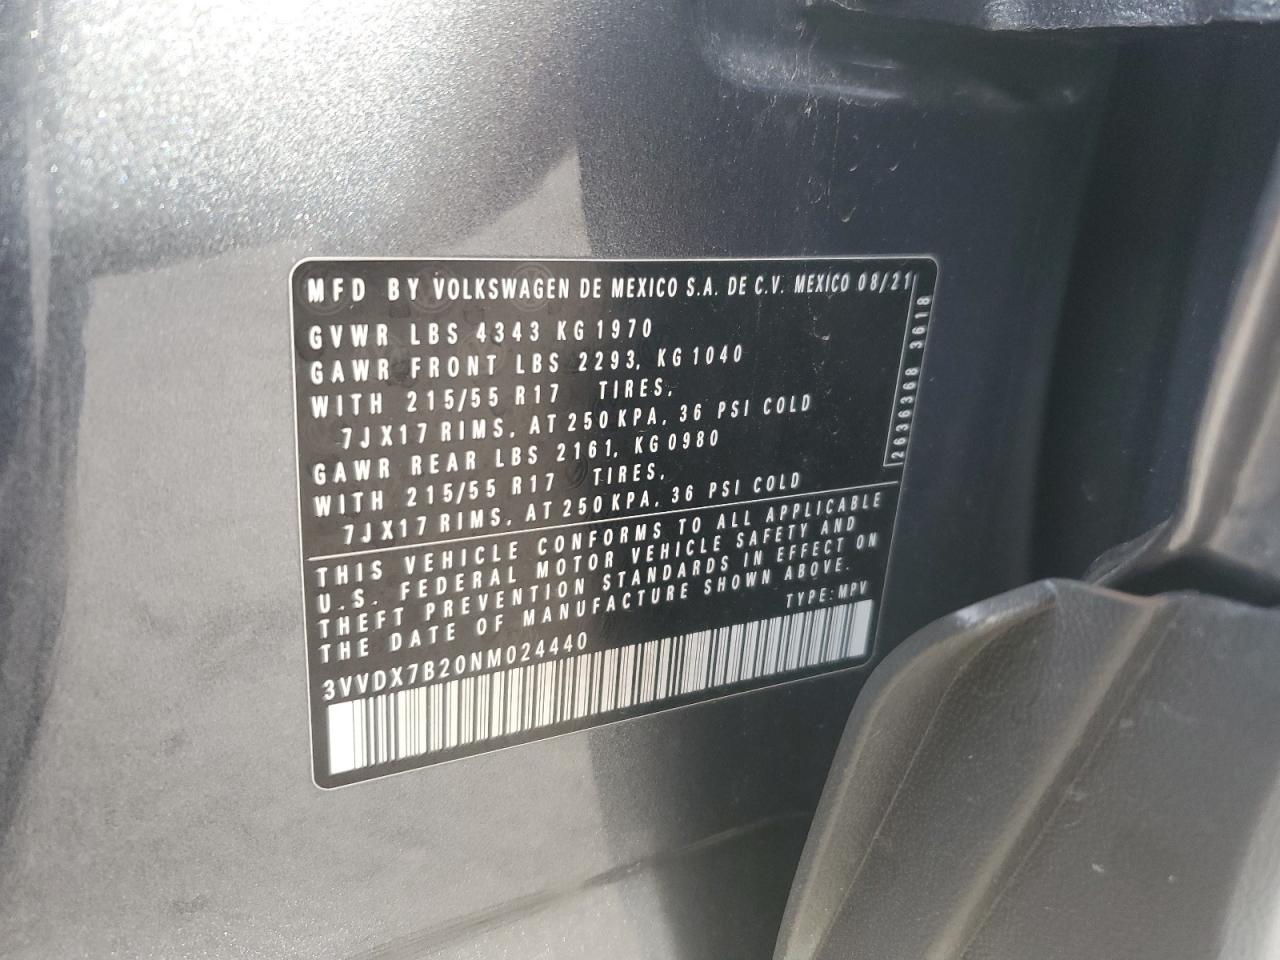 MFD BY VOLKSWAGEN DE MEXICO S.A. DE C.V. MEXICO 08/21
GVWR LBS 4343 KG 1970
GAWR FRONT LBS 2293, KG 1040
WITH 215/55 R17 TIRES,
7JX17 RIMS, AT 250 KPA, 36 PSI COLD
GAWR REAR LBS 2161, KG 0980
WITH 215/55 R17 TIRES,
7JX17 RIMS, AT 250 KPA, 36 PSI COLD
2636368 3618
THIS VEHICLE CONFORMS TO ALL APPLICABLE
U.S. FEDERAL MOTOR VEHICLE SAFETY AND
THEFT PREVENTION STANDARDS IN EFFECT ON
THE DATE OF MANUFACTURE SHOWN ABOVE.
TYPE: MPV
3VVDX7B20NM024440